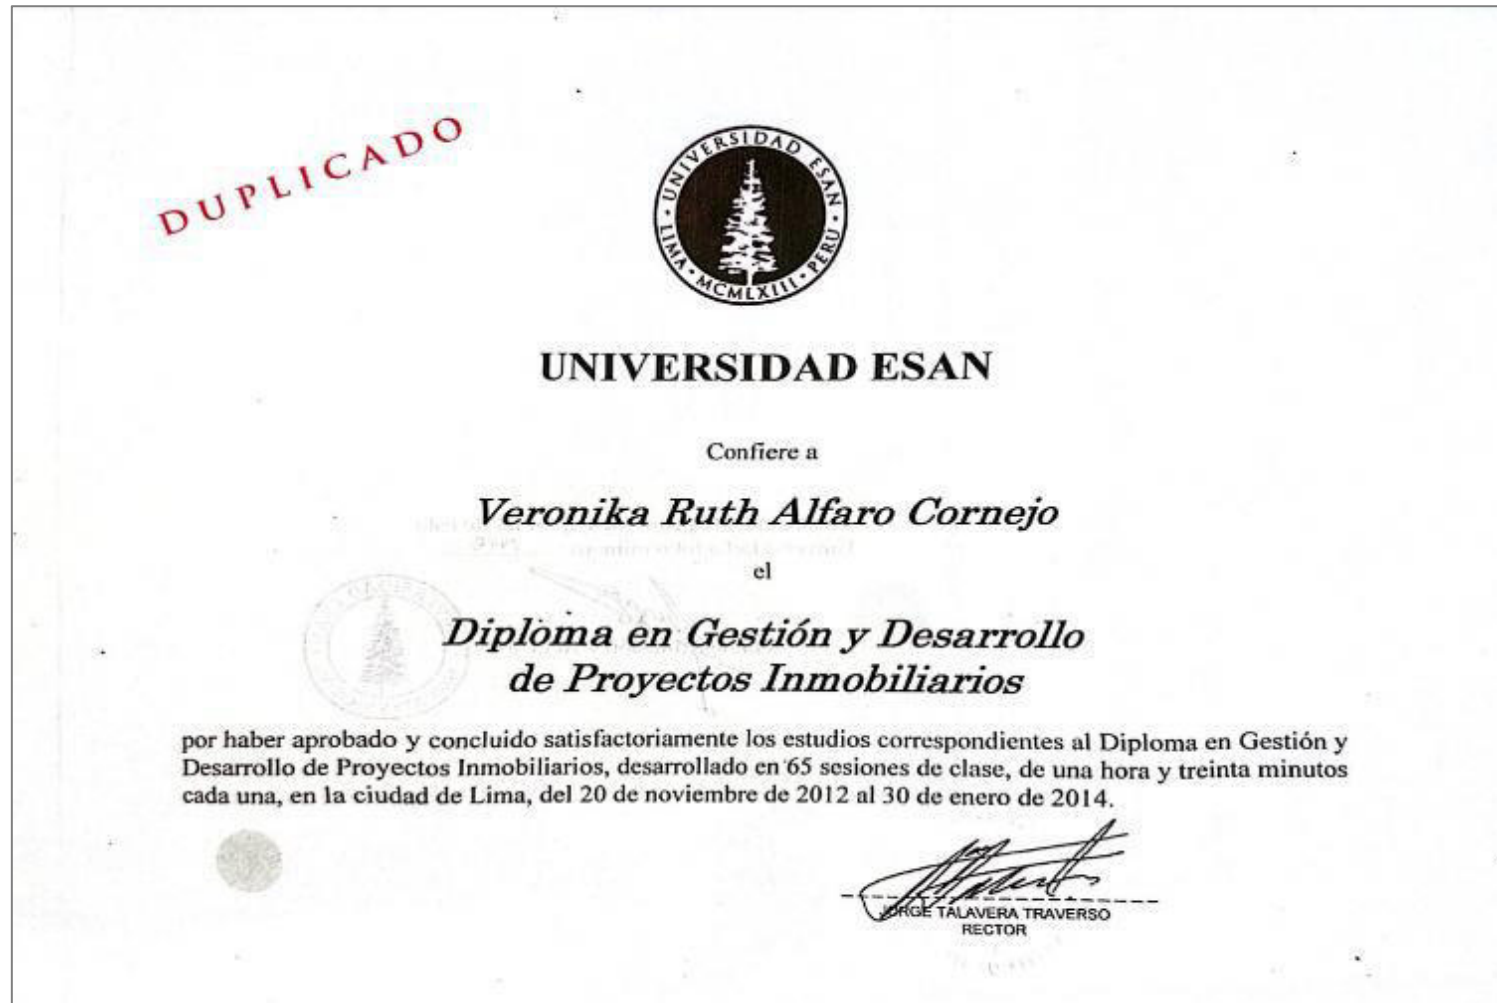 DUPLICADO
UNIVERSIDAD ESAN
LIMA · MCMLXIII · PERU
UNIVERSIDAD ESAN
Confiere a
Veronika Ruth Alfaro Cornejo
el
Diploma en Gestión y Desarrollo
de Proyectos Inmobiliarios
por haber aprobado y concluido satisfactoriamente los estudios correspondientes al Diploma en Gestión y
Desarrollo de Proyectos Inmobiliarios, desarrollado en 65 sesiones de clase, de una hora y treinta minutos
cada una, en la ciudad de Lima, del 20 de noviembre de 2012 al 30 de enero de 2014.
JORGE TALAVERA TRAVERSO
RECTOR